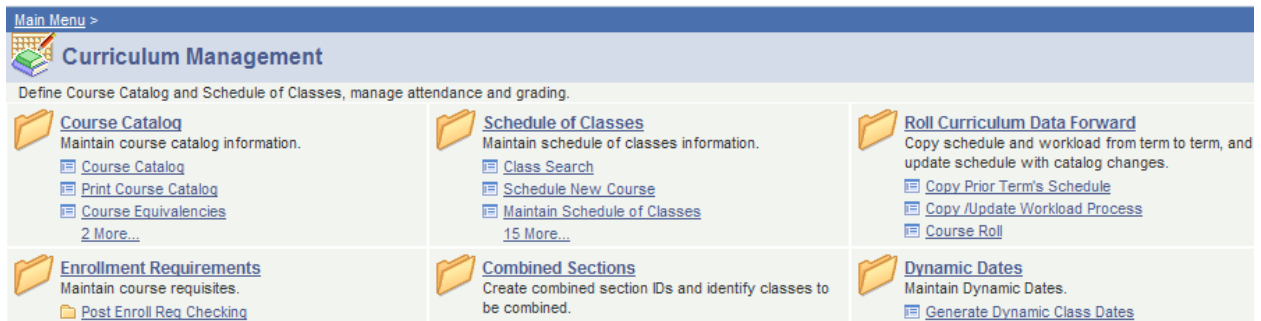 Main Menu >
Curriculum Management
Define Course Catalog and Schedule of Classes, manage attendance and grading.
Course Catalog
Maintain course catalog information.
Course Catalog
Print Course Catalog
Course Equivalencies
2 More...
Schedule of Classes
Maintain schedule of classes information.
Class Search
Schedule New Course
Maintain Schedule of Classes
15 More...
Roll Curriculum Data Forward
Copy schedule and workload from term to term, and
update schedule with catalog changes.
Copy Prior Term's Schedule
Copy /Update Workload Process
Course Roll
Enrollment Requirements
Maintain course requisites.
Post Enroll Req Checking
Combined Sections
Create combined section IDs and identify classes to
be combined.
Dynamic Dates
Maintain Dynamic Dates.
Generate Dynamic Class Dates